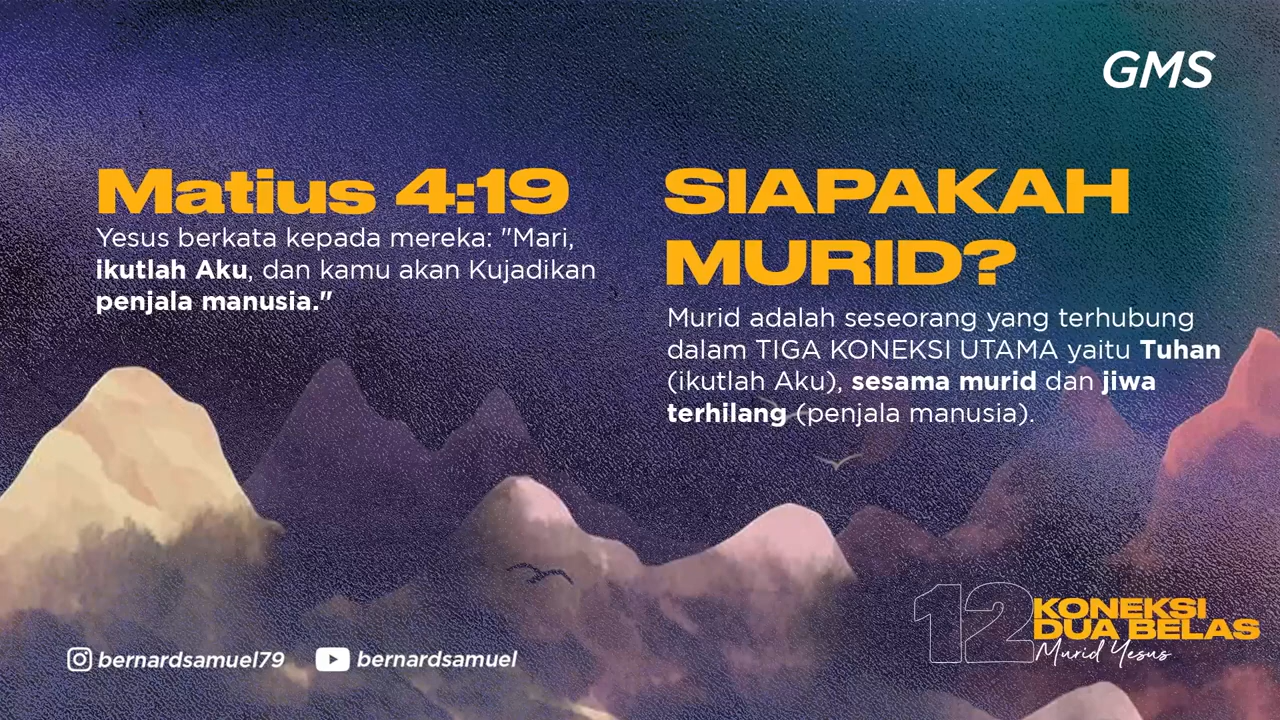 GMS
Matius 4:19
Yesus berkata kepada mereka: "Mari,
ikutlah Aku, dan kamu akan Kujadikan
penjala manusia."
SIAPAKAH
MURID?
Murid adalah seseorang yang terhubung
dalam TIGA KONEKSI UTAMA yaitu Tuhan
(ikutlah Aku), sesama murid dan jiwa
terhilang (penjala manusia).
bernardsamuel79
bernardsamuel
12
KONEKSI
DUA BELAS
Murid Yesus